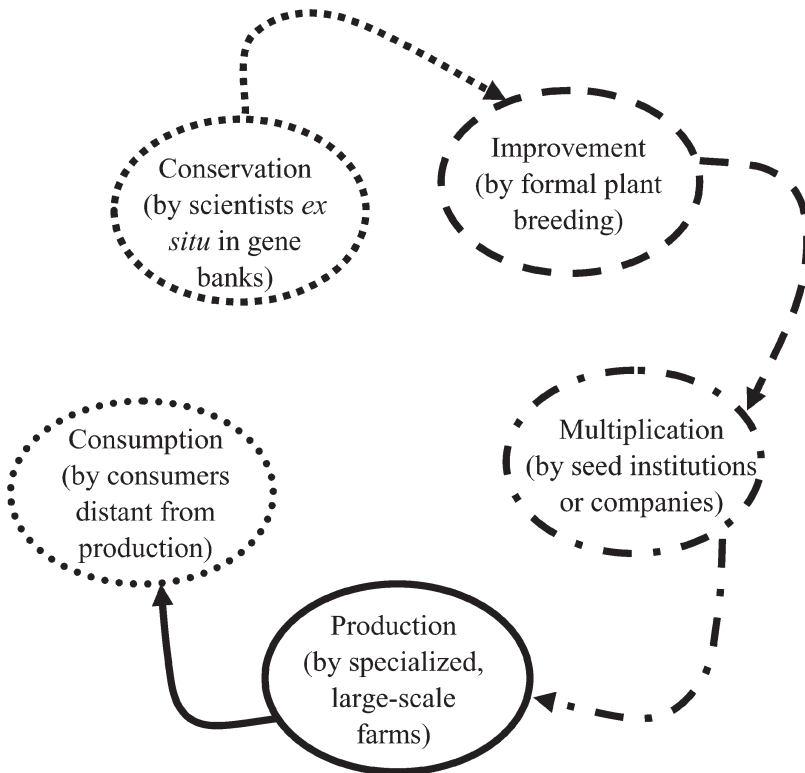 Conservation
(by scientists ex
situ in gene
banks)
Improvement
(by formal plant
breeding)
Multiplication
(by seed institutions
or companies)
Production
(by specialized,
large-scale
farms)
Consumption
(by consumers
distant from
production)